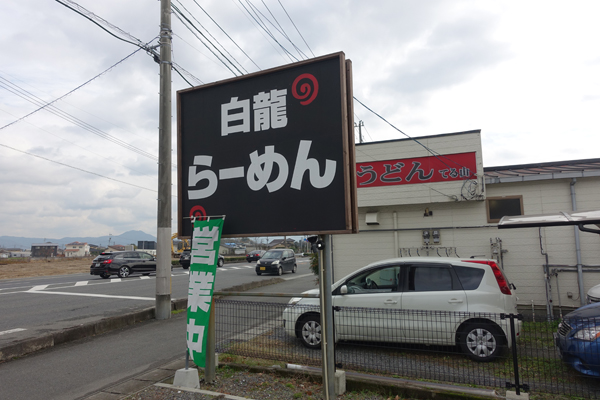 白龍
らーめん
うどん てる山
営業中